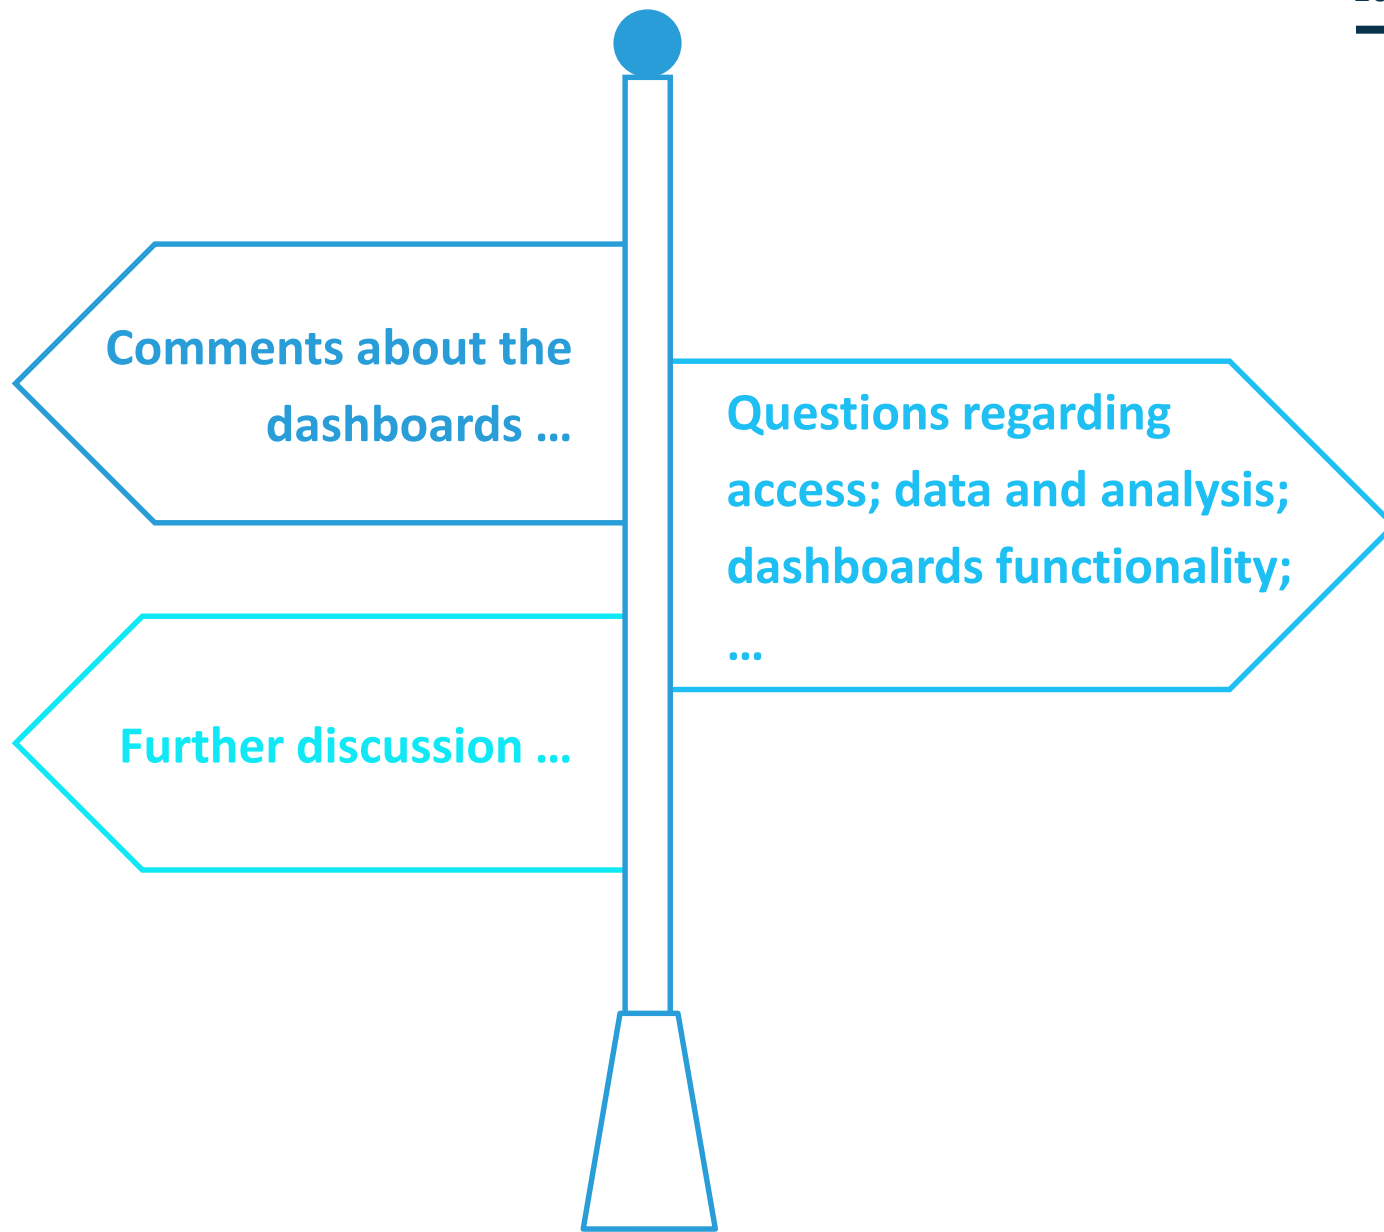 Comments about the
dashboards ...
Questions regarding
access; data and analysis;
dashboards functionality;
...
Further discussion ...